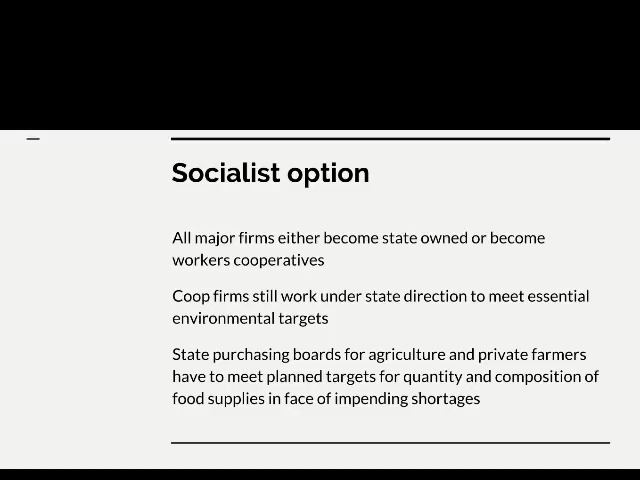 Socialist option
All major firms either become state owned or become
workers cooperatives
Coop firms still work under state direction to meet essential
environmental targets
State purchasing boards for agriculture and private farmers
have to meet planned targets for quantity and composition of
food supplies in face of impending shortages